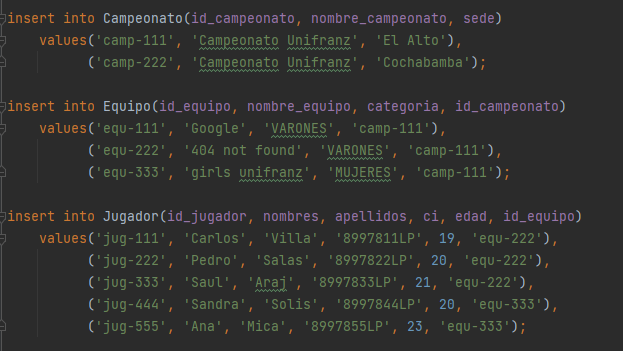 insert into Campeonato(id_campeonato, nombre_campeonato, sede)
values('camp-111', 'Campeonato Unifranz', 'El Alto'),
('camp-222', 'Campeonato Unifranz', 'Cochabamba');
insert into Equipo(id_equipo, nombre_equipo, categoria, id_campeonato)
values('equ-111', 'Google', 'VARONES', 'camp-111'),
('equ-222', '404 not found', 'VARONES', 'camp-111'),
('equ-333', 'girls unifranz', 'MUJERES', 'camp-111');
insert into Jugador(id_jugador, nombres, apellidos, ci, edad, id_equipo)
values('jug-111', 'Carlos', 'Villa', '8997811LP', 19, 'equ-222'),
('jug-222', 'Pedro', 'Salas', '8997822LP', 20, 'equ-222'),
('jug-333', 'Saul', 'Araj', '8997833LP', 21, 'equ-222'),
('jug-444', 'Sandra', 'Solis', '8997844LP', 20, 'equ-333'),
('jug-555', 'Ana', 'Mica', '8997855LP', 23, 'equ-333');